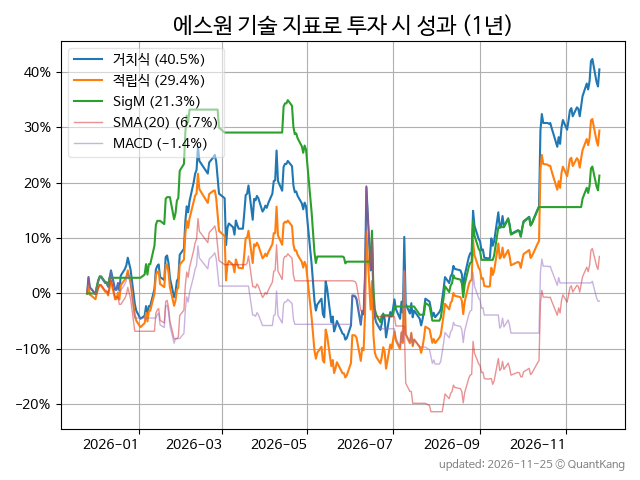 에스원 기술 지표로 투자 시 성과 (1년)
거치식 (40.5%)
적립식 (29.4%)
SigM (21.3%)
SMA(20) (6.7%)
MACD (−1.4%)
40%
30%
20%
10%
0%
−10%
−20%
2026-01 2026-03 2026-05 2026-07 2026-09 2026-11
updated: 2026-11-25 ⓒ QuantKang